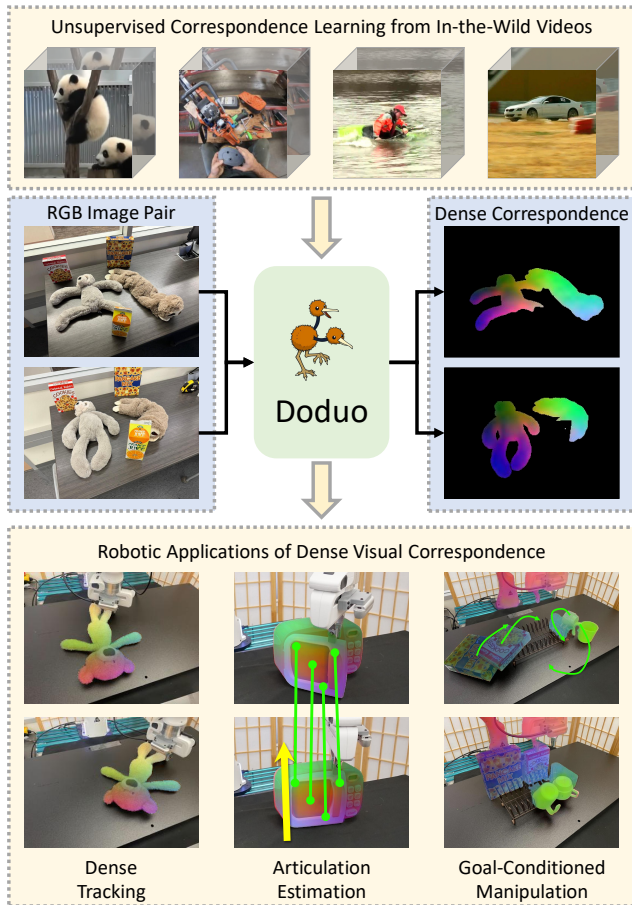 Unsupervised Correspondence Learning from In-the-Wild Videos
RGB Image Pair
Dense Correspondence
Doduo
Robotic Applications of Dense Visual Correspondence
Dense
Tracking
Articulation
Estimation
Goal-Conditioned
Manipulation